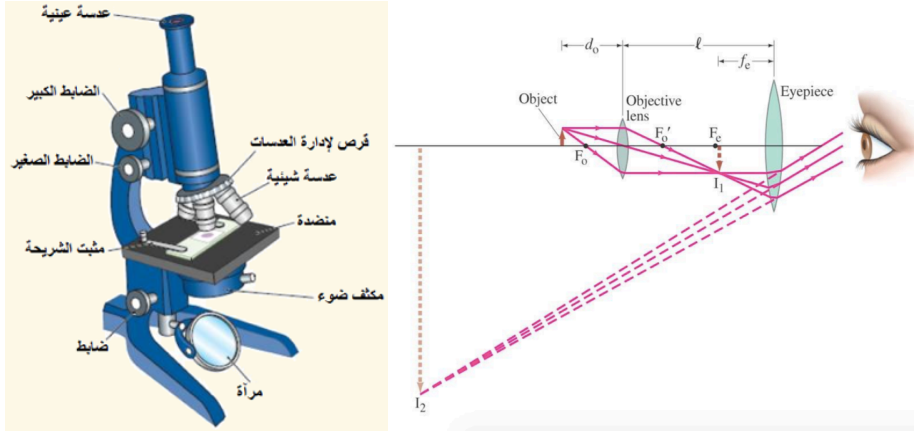 عدسة عينية
الضابط الكبير
الضابط الصغير
قرص لإدارة العدسات
عدسة شيئية
منضدة
مثبت الشريحة
مكثف ضوء
ضابط
مرآة
dₒ
ℓ
fₑ
Object
Objective
lens
Eyepiece
Fₒ
Fₒ′
Fₑ
I₁
I₂